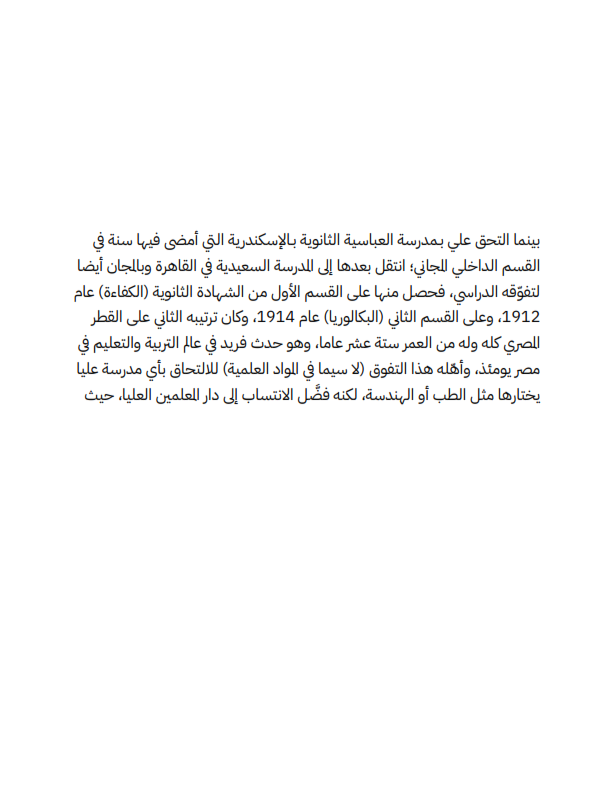 بينما التحق علي بمدرسة العباسية الثانوية بالإسكندرية التي أمضى فيها سنة في
القسم الداخلي المجاني؛ انتقل بعدها إلى المدرسة السعيدية في القاهرة وبالمجان أيضا
لتفوّقه الدراسي، فحصل منها على القسم الأول من الشهادة الثانوية (الكفاءة) عام
1912، وعلى القسم الثاني (البكالوريا) عام 1914، وكان ترتيبه الثاني على القطر
المصري كله وله من العمر ستة عشر عاما، وهو حدث فريد في عالم التربية والتعليم في
مصر يومئذ، وأهّله هذا التفوق (لا سيما في المواد العلمية) للالتحاق بأي مدرسة عليا
يختارها مثل الطب أو الهندسة، لكنه فضَّل الانتساب إلى دار المعلمين العليا، حيث